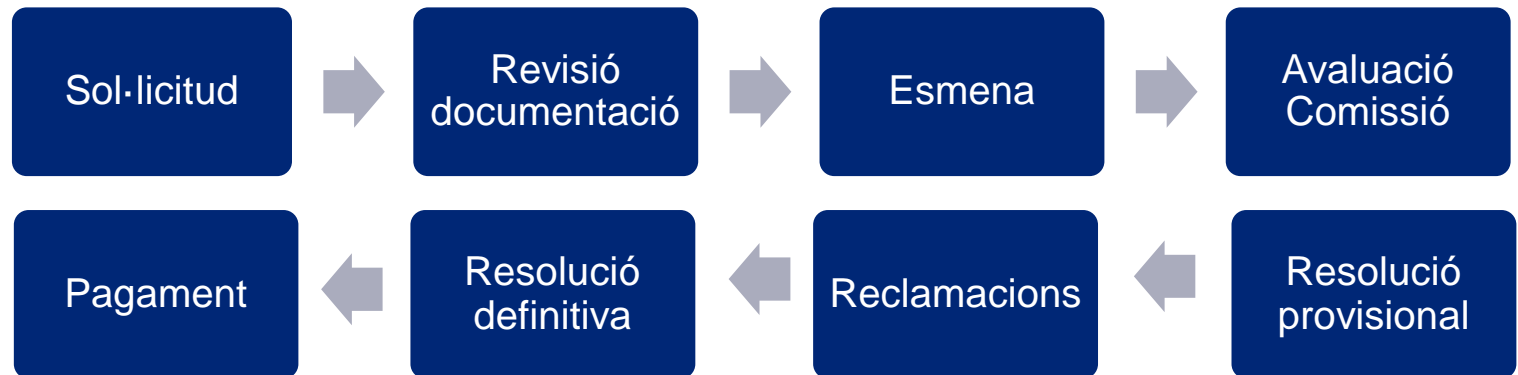 Sol·licitud
Revisió
documentació
Esmena
Avaluació
Comissió
Pagament
Resolució
definitiva
Reclamacions
Resolució
provisional